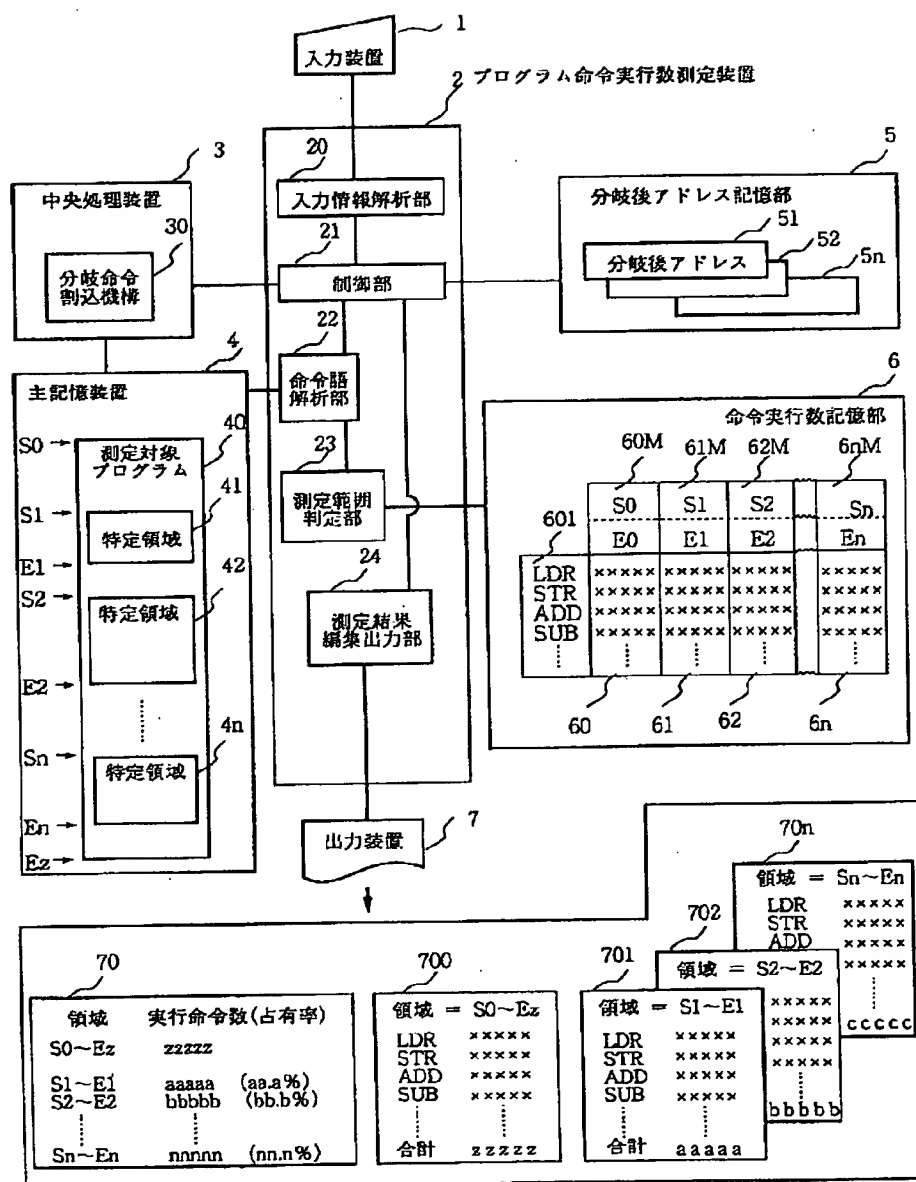 1
入力装置
2 プログラム命令実行数測定装置
3
中央処理装置
30
分岐命令
割込機構
20
入力情報解析部
21
制御部
5
分岐後アドレス記憶部
51
52
5n
分岐後アドレス
22
命令語
解析部
23
測定範囲
判定部
24
測定結果
編集出力部
4
主記憶装置
40
測定対象
プログラム
41
特定領域
42
特定領域
4n
特定領域
S0
S1
E1
S2
E2
Sn
En
Ez
6
命令実行数記憶部
60M 61M 62M 6nM
S0 S1 S2 Sn
E0 E1 E2 En
601
LDR ××××× ××××× ××××× ×××××
STR ××××× ××××× ××××× ×××××
ADD ××××× ××××× ××××× ×××××
SUB ××××× ××××× ××××× ×××××
60 61 62 6n
7
出力装置
70
領域 実行命令数(占有率)
S0～Ez zzzzz
S1～E1 aaaaa (aa.a%)
S2～E2 bbbbb (bb.b%)
Sn～En nnnnn (nn.n%)
700
領域 = S0～Ez
LDR ×××××
STR ×××××
ADD ×××××
SUB ×××××
合計 zzzzz
701
領域 = S1～E1
LDR ×××××
STR ×××××
ADD ×××××
SUB ×××××
合計 aaaaa
702
領域 = S2～E2
×××××
×××××
×××××
×××××
bbbbb
70n
領域 = Sn～En
LDR ×××××
STR ×××××
ADD ×××××
×××××
ccccc